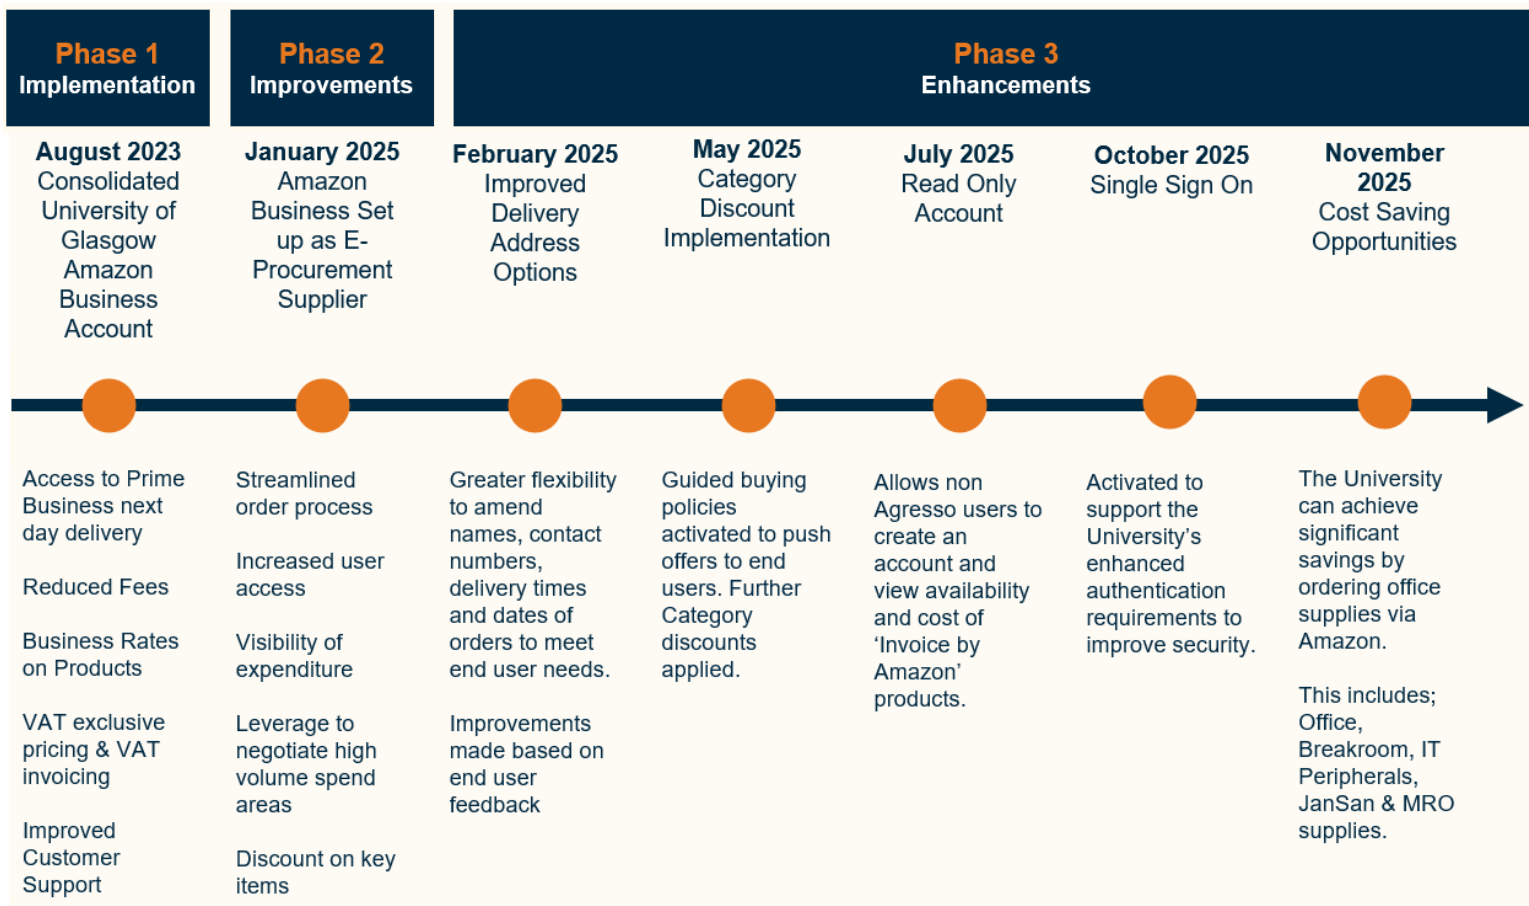 Phase 1
Implementation
Phase 2
Improvements
Phase 3
Enhancements
August 2023
Consolidated
University of
Glasgow
Amazon
Business
Account
January 2025
Amazon
Business Set
up as E-
Procurement
Supplier
February 2025
Improved
Delivery
Address
Options
May 2025
Category
Discount
Implementation
July 2025
Read Only
Account
October 2025
Single Sign On
November
2025
Cost Saving
Opportunities
Access to Prime
Business next
day delivery
Reduced Fees
Business Rates
on Products
VAT exclusive
pricing & VAT
invoicing
Improved
Customer
Support
Streamlined
order process
Increased user
access
Visibility of
expenditure
Leverage to
negotiate high
volume spend
areas
Discount on key
items
Greater flexibility
to amend
names, contact
numbers,
delivery times
and dates of
orders to meet
end user needs.
Improvements
made based on
end user
feedback
Guided buying
policies
activated to push
offers to end
users. Further
Category
discounts
applied.
Allows non
Agresso users to
create an
account and
view availability
and cost of
‘Invoice by
Amazon’
products.
Activated to
support the
University’s
enhanced
authentication
requirements to
improve security.
The University
can achieve
significant
savings by
ordering office
supplies via
Amazon.
This includes;
Office,
Breakroom, IT
Peripherals,
JanSan & MRO
supplies.